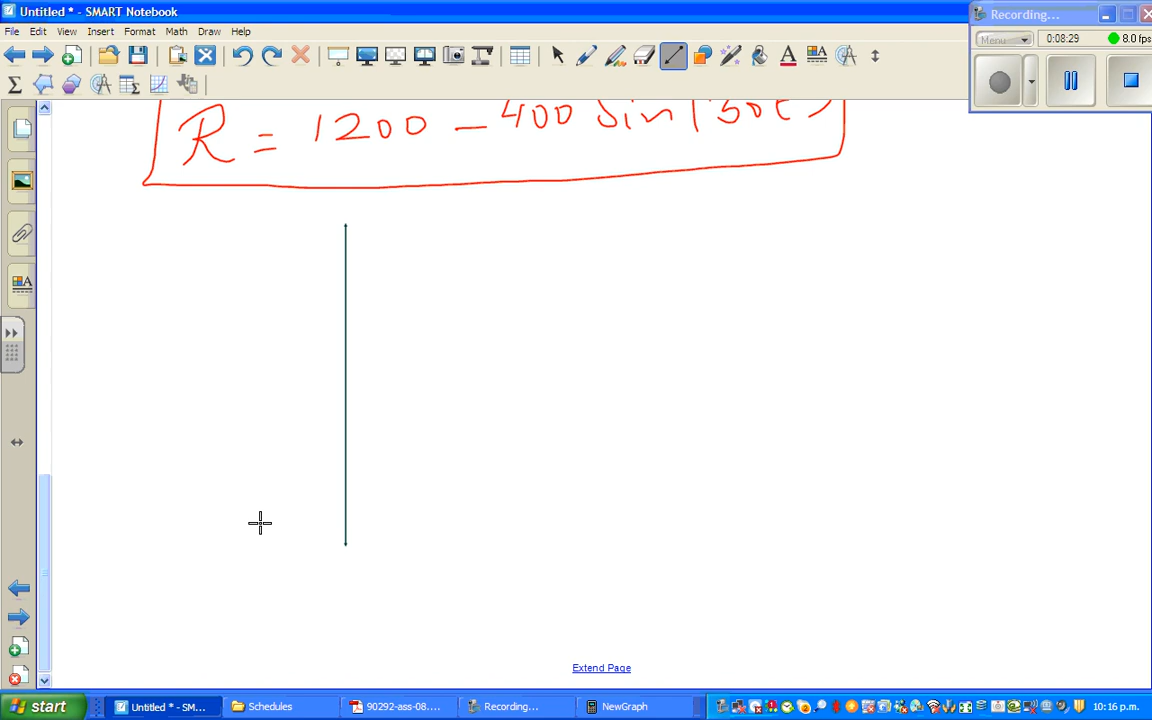 Untitled * - SMART Notebook
File Edit View Insert Format Math Draw Help
Recording...
Menu
0:08:29
8.0 fps
R = 1200 - 400 Sin (
Extend Page
start
Untitled * - SM...
Schedules
90292-ass-08....
Recording...
NewGraph
10:16 p.m.